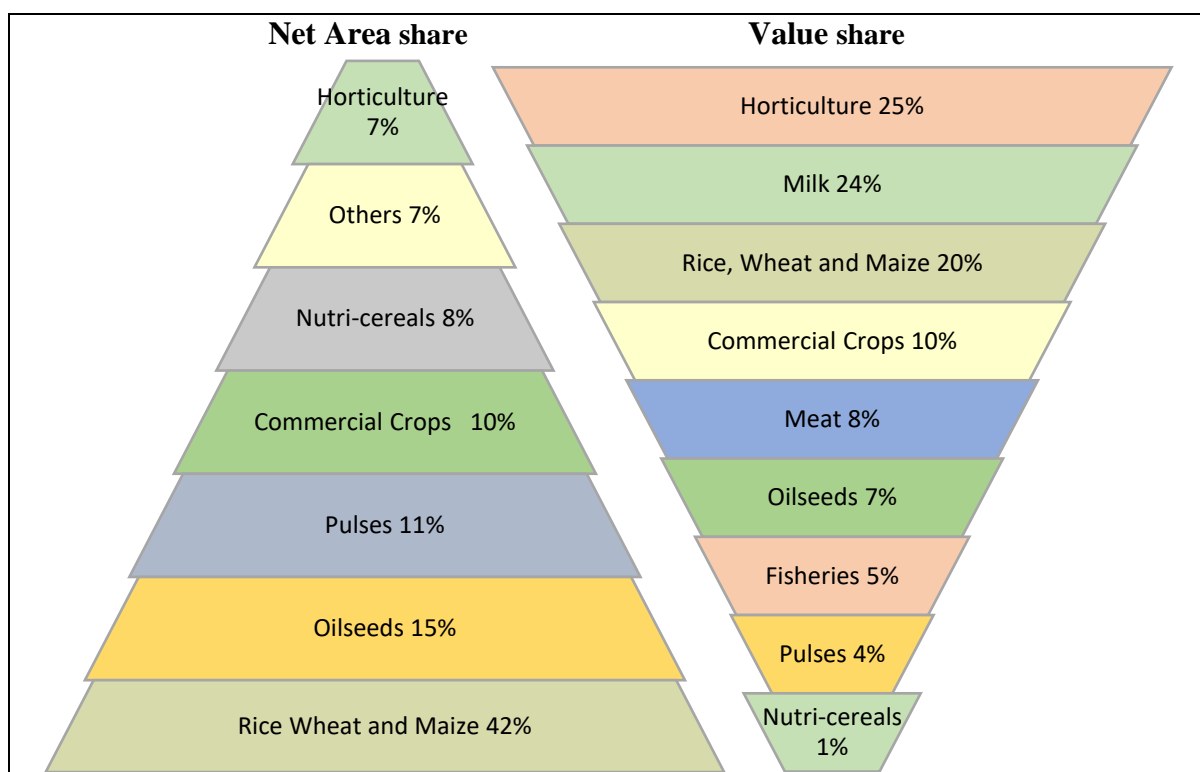 Net Area share
Horticulture
7%
Others 7%
Nutri-cereals 8%
Commercial Crops   10%
Pulses 11%
Oilseeds 15%
Rice Wheat and Maize 42%
Value share
Horticulture 25%
Milk 24%
Rice, Wheat and Maize 20%
Commercial Crops 10%
Meat 8%
Oilseeds 7%
Fisheries 5%
Pulses 4%
Nutri-cereals
1%